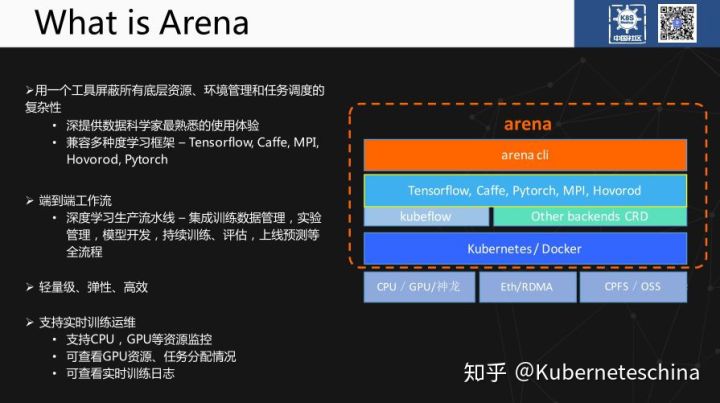 What is Arena
K8S
中国社区
➢用一个工具屏蔽所有底层资源、环境管理和任务调度的
复杂性
• 深提供数据科学家最熟悉的使用体验
• 兼容多种度学习框架 – Tensorflow, Caffe, MPI,
Hovorod, Pytorch
➢ 端到端工作流
• 深度学习生产流水线 – 集成训练数据管理，实验
管理，模型开发，持续训练、评估，上线预测等
全流程
➢ 轻量级、弹性、高效
➢ 支持实时训练运维
• 支持CPU，GPU等资源监控
• 可查看GPU资源、任务分配情况
• 可查看实时训练日志
arena
arena cli
Tensorflow, Caffe, Pytorch, MPI, Hovorod
kubeflow
Other backends CRD
Kubernetes / Docker
CPU / GPU/神龙
Eth/RDMA
CPFS / OSS
知乎 @Kuberneteschina